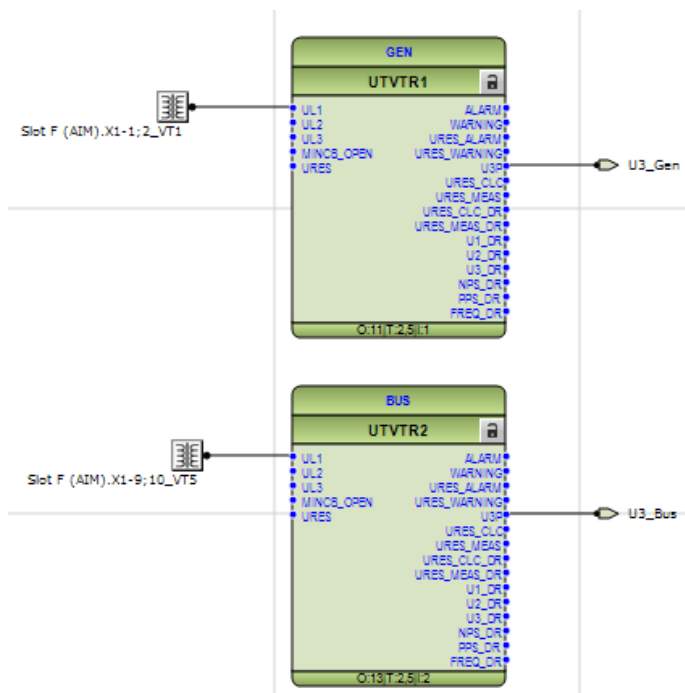 GEN
UTVTR1
UL1
UL2
UL3
MINCB_OPEN
URES
ALARM
WARNING
URES_ALARM
URES_WARNING
U3P
URES_CLC
URES_MEAS
URES_CLC_DR
URES_MEAS_DR
U1_DR
U2_DR
U3_DR
NPS_DR
PPS_DR
FREQ_DR
O:11|T:2,5|I:1
Slot F (AIM).X1-1;2_VT1
U3_Gen
BUS
UTVTR2
UL1
UL2
UL3
MINCB_OPEN
URES
ALARM
WARNING
URES_ALARM
URES_WARNING
U3P
URES_CLC
URES_MEAS
URES_CLC_DR
URES_MEAS_DR
U1_DR
U2_DR
U3_DR
NPS_DR
PPS_DR
FREQ_DR
O:13|T:2,5|I:2
Slot F (AIM).X1-9;10_VT5
U3_Bus